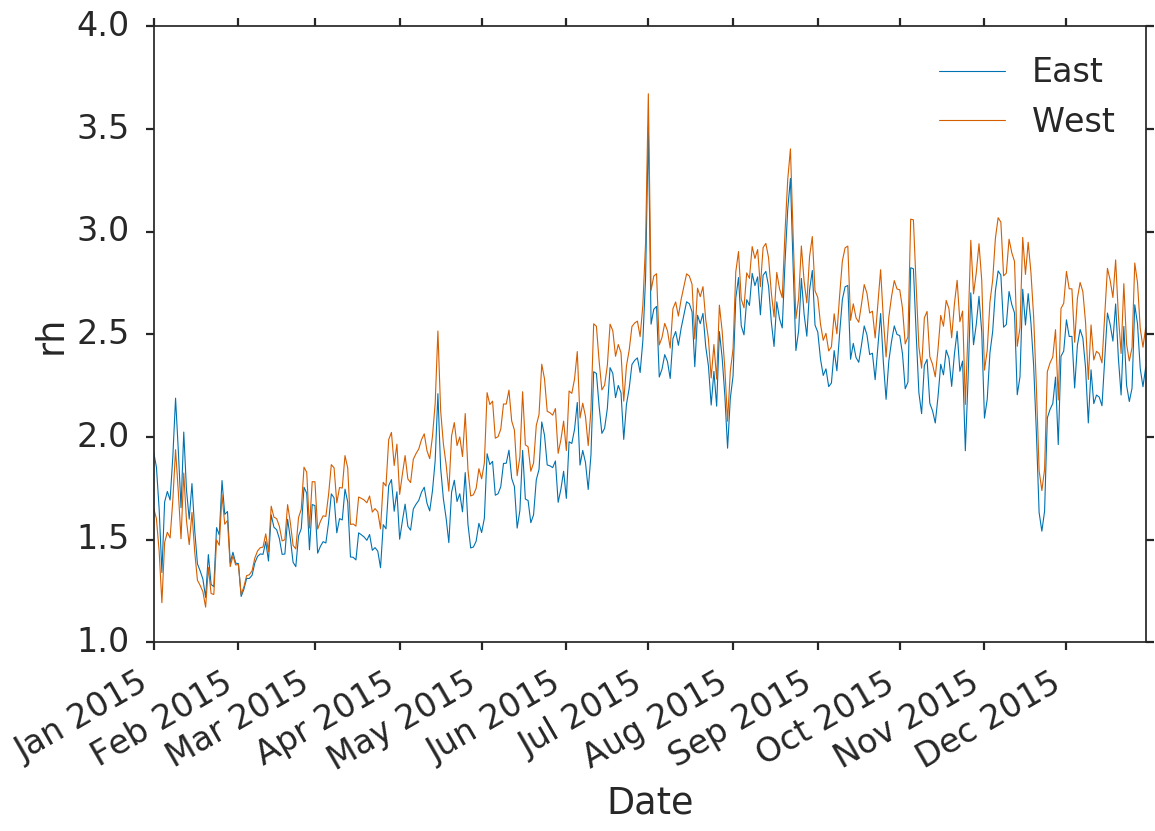 4.0
3.5
3.0
2.5
2.0
1.5
1.0
rh
East
West
Jan 2015
Feb 2015
Mar 2015
Apr 2015
May 2015
Jun 2015
Jul 2015
Aug 2015
Sep 2015
Oct 2015
Nov 2015
Dec 2015
Date